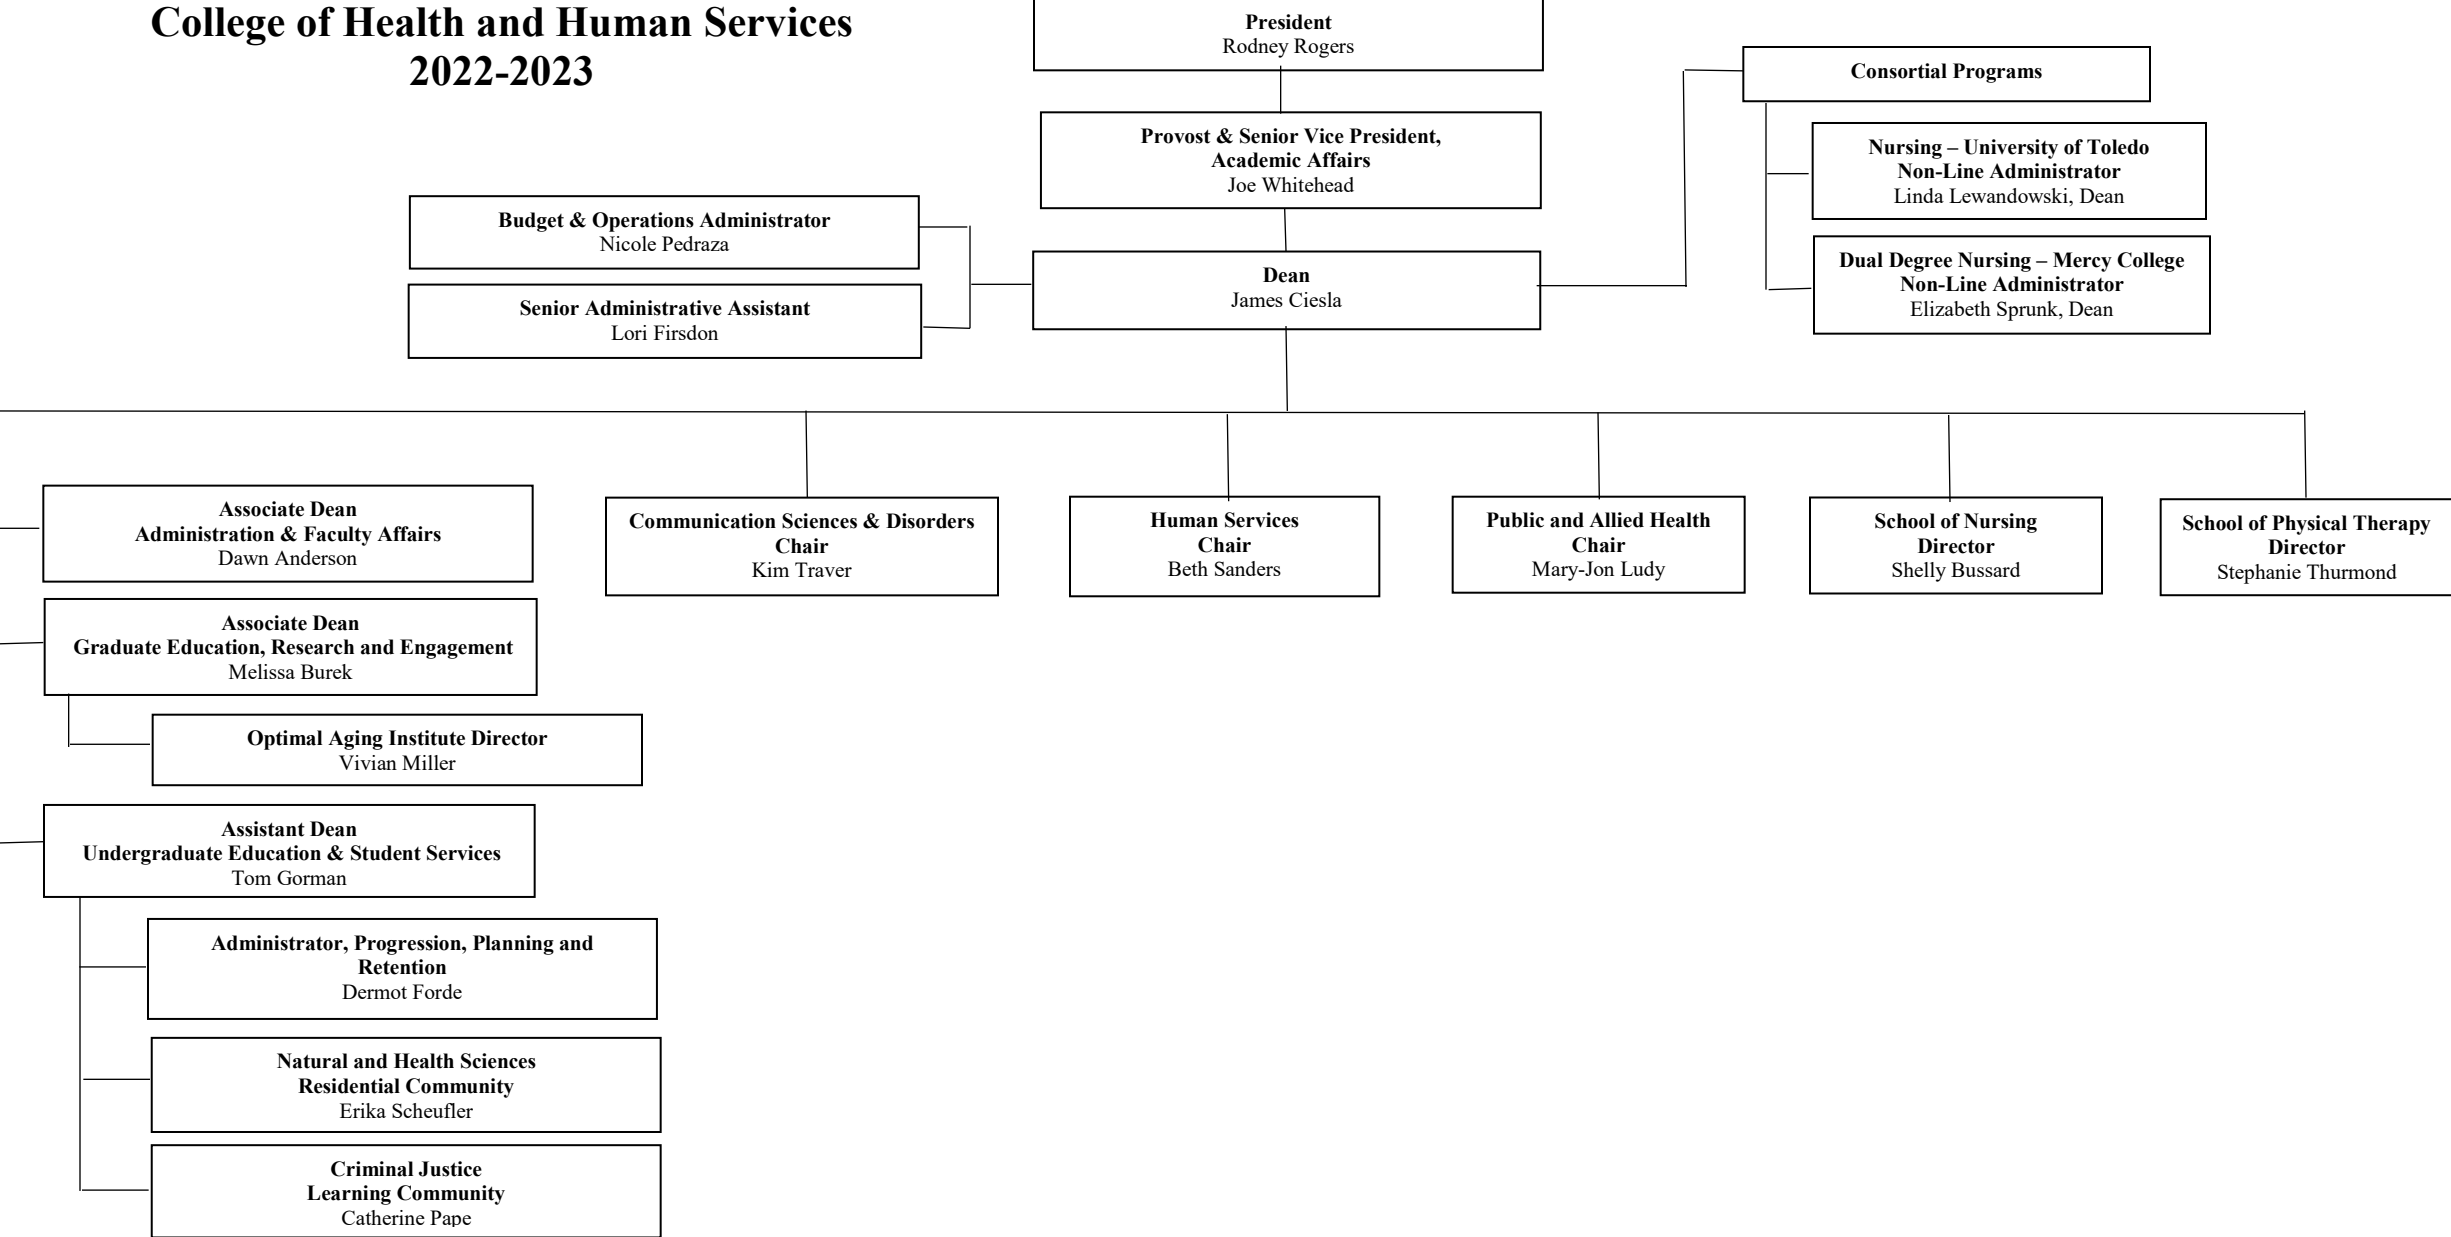 College of Health and Human Services
2022-2023
President
Rodney Rogers
Consortial Programs
Provost & Senior Vice President,
Academic Affairs
Joe Whitehead
Nursing – University of Toledo
Non-Line Administrator
Linda Lewandowski, Dean
Budget & Operations Administrator
Nicole Pedraza
Senior Administrative Assistant
Lori Firsdon
Dean
James Ciesla
Dual Degree Nursing – Mercy College
Non-Line Administrator
Elizabeth Sprunk, Dean
Associate Dean
Administration & Faculty Affairs
Dawn Anderson
Communication Sciences & Disorders
Chair
Kim Traver
Human Services
Chair
Beth Sanders
Public and Allied Health
Chair
Mary-Jon Ludy
School of Nursing
Director
Shelly Bussard
School of Physical Therapy
Director
Stephanie Thurmond
Associate Dean
Graduate Education, Research and Engagement
Melissa Burek
Optimal Aging Institute Director
Vivian Miller
Assistant Dean
Undergraduate Education & Student Services
Tom Gorman
Administrator, Progression, Planning and
Retention
Dermot Forde
Natural and Health Sciences
Residential Community
Erika Scheufler
Criminal Justice
Learning Community
Catherine Pape